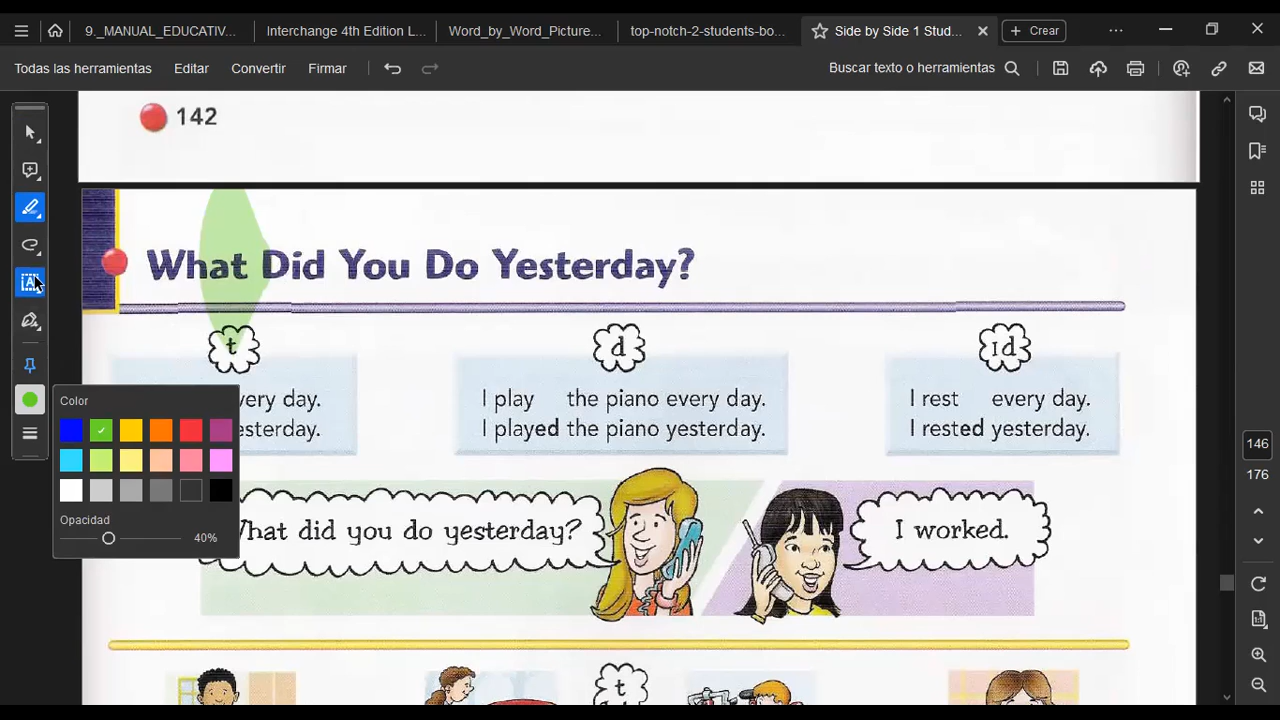 9._MANUAL_EDUCATIV...
Interchange 4th Edition L...
Word_by_Word_Picture...
top-notch-2-students-bo...
Side by Side 1 Stud...
Crear
Todas las herramientas
Editar
Convertir
Firmar
Buscar texto o herramientas
142
What Did You Do Yesterday?
t
d
Id
very day.
esterday.
I play the piano every day.
I played the piano yesterday.
I rest every day.
I rested yesterday.
Color
Opacidad
40%
What did you do yesterday?
I worked.
t
146
176